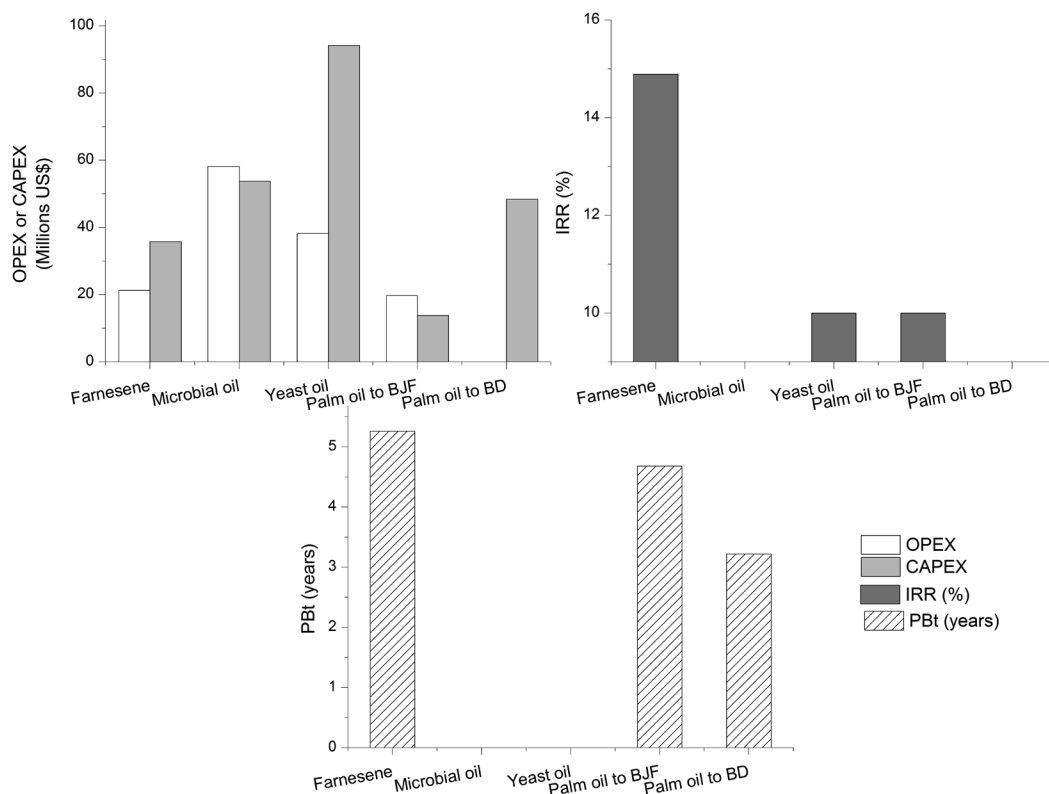 OPEX or CAPEX
(Millions US$)
100
80
60
40
20
0
Farnesene
Microbial oil
Yeast oil
Palm oil to BJF
Palm oil to BD
IRR (%)
16
14
12
10
Farnesene
Microbial oil
Yeast oil
Palm oil to BJF
Palm oil to BD
PBt (years)
5
4
3
2
1
0
Farnesene
Microbial oil
Yeast oil
Palm oil to BJF
Palm oil to BD
OPEX
CAPEX
IRR (%)
PBt (years)